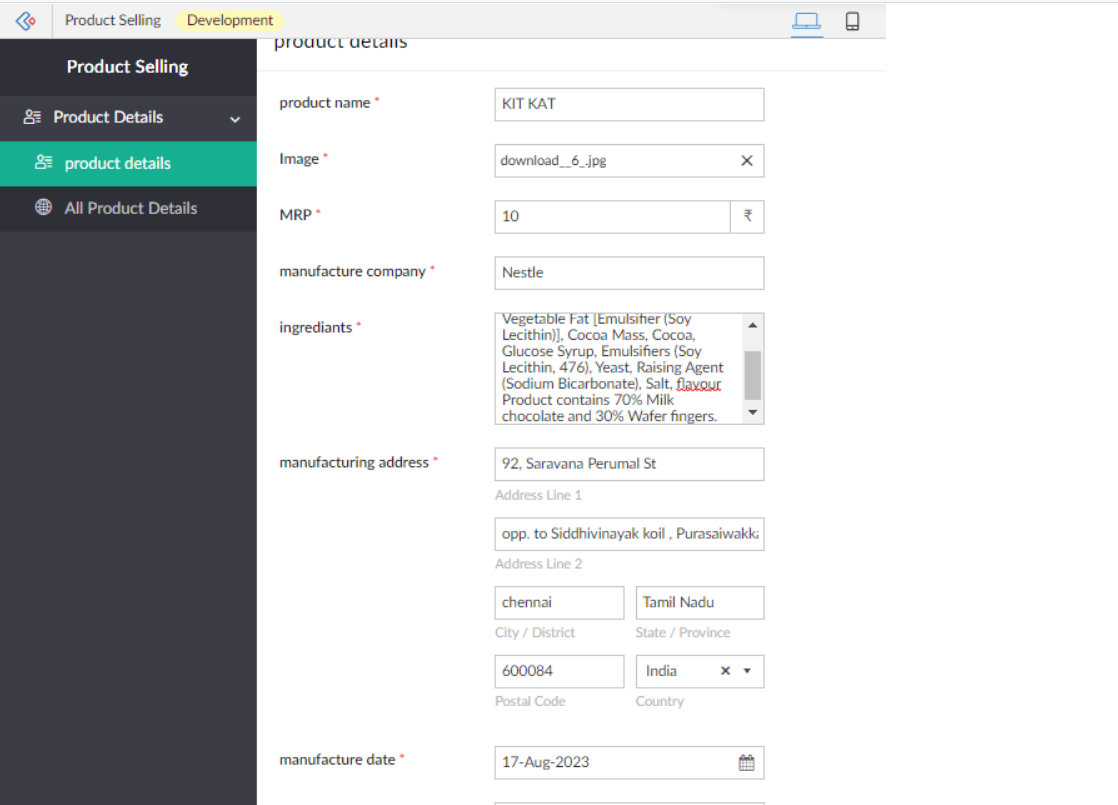 Product Selling
Development
Product Selling
Product Details
product details
All Product Details
product details
product name *
KIT KAT
Image *
download__6_.jpg
MRP *
10
₹
manufacture company *
Nestle
ingrediants *
Vegetable Fat [Emulsifier (Soy
Lecithin)], Cocoa Mass, Cocoa,
Glucose Syrup, Emulsifiers (Soy
Lecithin, 476), Yeast, Raising Agent
(Sodium Bicarbonate), Salt, flavour
Product contains 70% Milk
chocolate and 30% Wafer fingers.
manufacturing address *
92, Saravana Perumal St
Address Line 1
opp. to Siddhivinayak koil , Purasaiwakka
Address Line 2
chennai
Tamil Nadu
City / District
State / Province
600084
India
Postal Code
Country
manufacture date *
17-Aug-2023